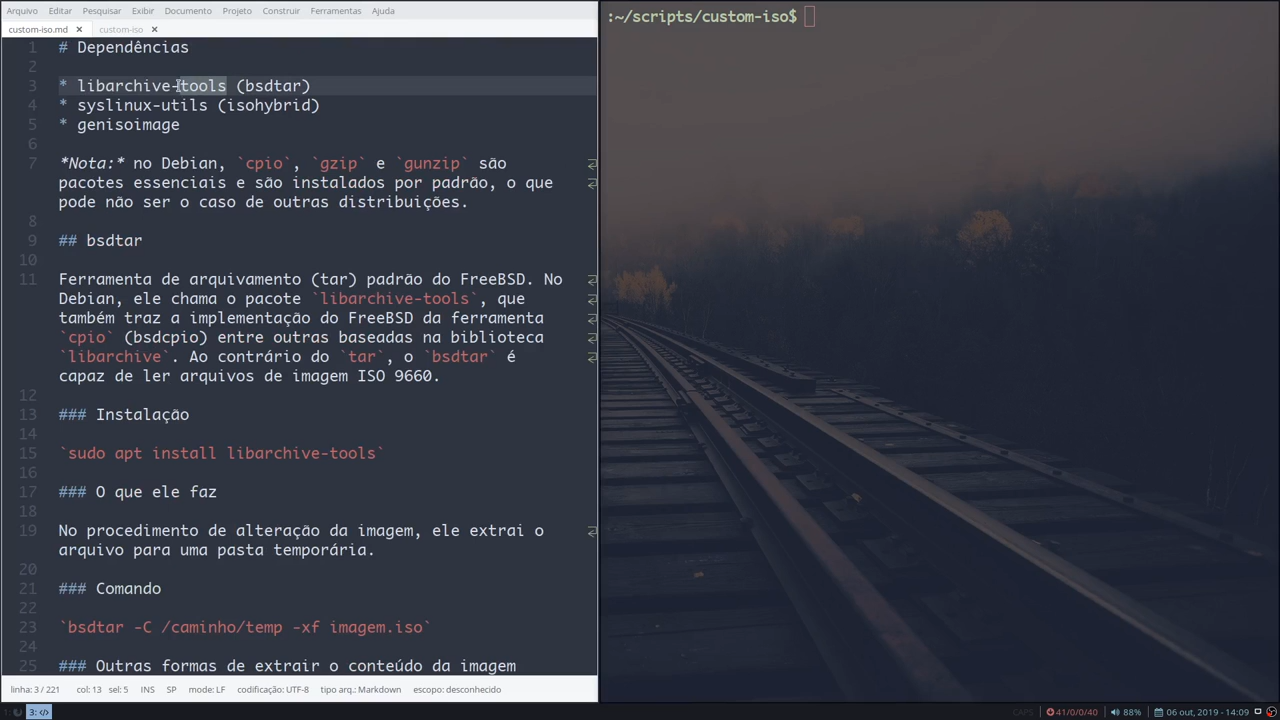 Arquivo Editar Pesquisar Exibir Documento Projeto Construir Ferramentas Ajuda
custom-iso.md custom-iso
1 # Dependências
2
3 * libarchive-tools (bsdtar)
4 * syslinux-utils (isohybrid)
5 * genisoimage
6
7 *Nota:* no Debian, `cpio`, `gzip` e `gunzip` são
pacotes essenciais e são instalados por padrão, o que
pode não ser o caso de outras distribuições.
8
9 ## bsdtar
10
11 Ferramenta de arquivamento (tar) padrão do FreeBSD. No
Debian, ele chama o pacote `libarchive-tools`, que
também traz a implementação do FreeBSD da ferramenta
`cpio` (bsdcpio) entre outras baseadas na biblioteca
`libarchive`. Ao contrário do `tar`, o `bsdtar` é
capaz de ler arquivos de imagem ISO 9660.
12
13 ### Instalação
14
15 `sudo apt install libarchive-tools`
16
17 ### O que ele faz
18
19 No procedimento de alteração da imagem, ele extrai o
arquivo para uma pasta temporária.
20
21 ### Comando
22
23 `bsdtar -C /caminho/temp -xf imagem.iso`
24
25 ### Outras formas de extrair o conteúdo da imagem
linha: 3 / 221 col: 13 sel: 5 INS SP mode: LF codificação: UTF-8 tipo arq.: Markdown escopo: desconhecido
:~/scripts/custom-iso$
1: 3: </> CAPS 41/0/0/40 88% 06 out, 2019 - 14:09